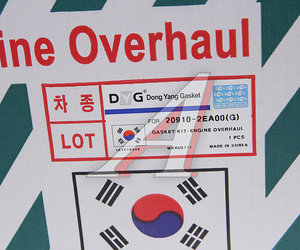 ine Overhaul
차종
LOT
DYG Dong Yang Gasket
FOR 20910-2EA00(G)
GASKET KIT-ENGINE OVERHAUL
1 PCS
MADE IN KOREA